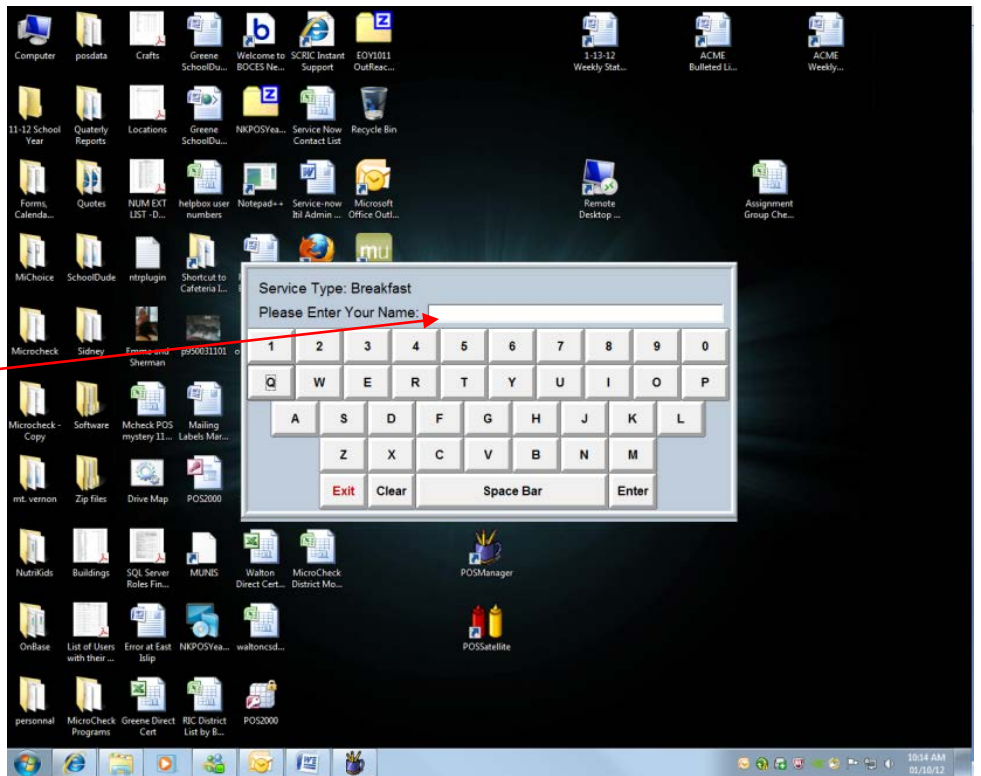 Computer posdata Crafts Greene SchoolDu... Welcome to BOCES Ne... SCRIC Instant Support EOY1011 OutReac... 1-13-12 Weekly Stat... ACME Bulleted Li... ACME Weekly...
11-12 School Year Quaterly Reports Locations Greene SchoolDu... NKPOSYea... Service Now Contact List Recycle Bin
Forms, Calenda... Quotes NUM EXT LIST -D... helpbox user numbers Notepad++ Service-now Itil Admin ... Microsoft Office Outl... Remote Desktop ... Assignment Group Che...
mu
MiChoice SchoolDude ntrplugin Shortcut to Cafeteria I...
Service Type: Breakfast
Please Enter Your Name:
1 2 3 4 5 6 7 8 9 0
Q W E R T Y U I O P
A S D F G H J K L
Z X C V B N M
Exit Clear Space Bar Enter
Microcheck Sidney Emma and Sherman p950031101
Microcheck - Copy Software Mcheck POS mystery 11... Mailing Labels Mar...
mt. vernon Zip files Drive Map POS2000
NutriKids Buildings SQL Server Roles Fin... MUNIS Walton Direct Cert... MicroCheck District Mo... POSManager
OnBase List of Users with their ... Error at East Islip NKPOSYea... waltoncsd... POSSatellite
personnal MicroCheck Programs Greene Direct Cert RIC District List by B... POS2000
10:14 AM
01/10/12